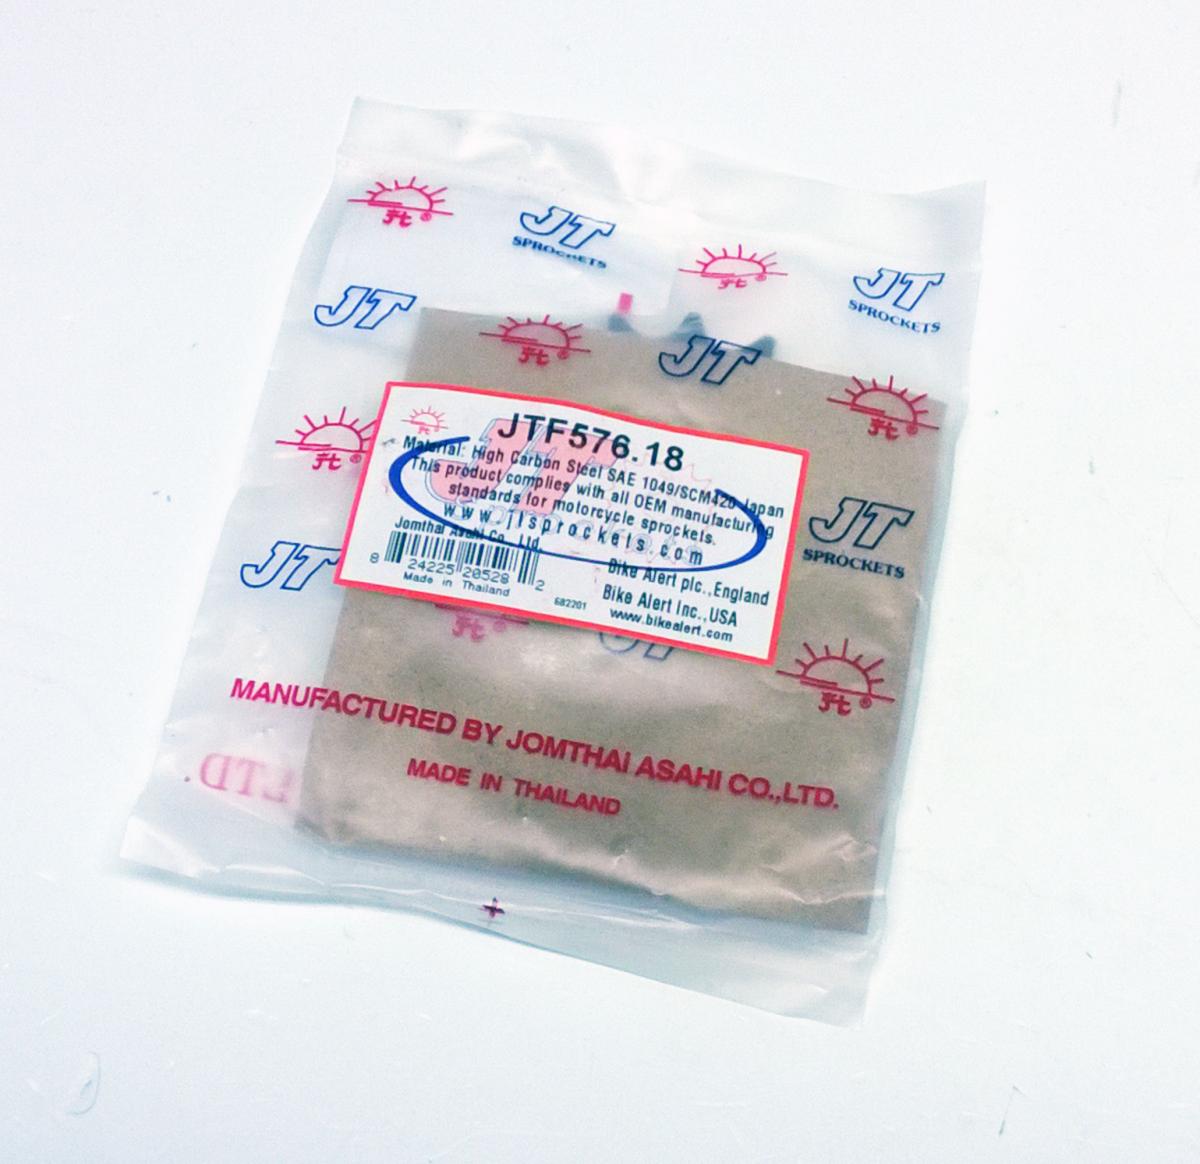 JT
SPROCKETS
JT
SPROCKETS
JT
JT
JTF576.18
Material: High Carbon Steel SAE 1049/SCM420 Japan
This product complies with all OEM manufacturing
standards for motorcycle sprockets.
www.jtsprockets.com
Jomthai Asahi Co., Ltd.
8 24225 20528 2
Made in Thailand
682201
Bike Alert plc.,England
Bike Alert Inc.,USA
www.bikealert.com
JT
SPROCKETS
JT
MANUFACTURED BY JOMTHAI ASAHI CO.,LTD.
MADE IN THAILAND
LTD.